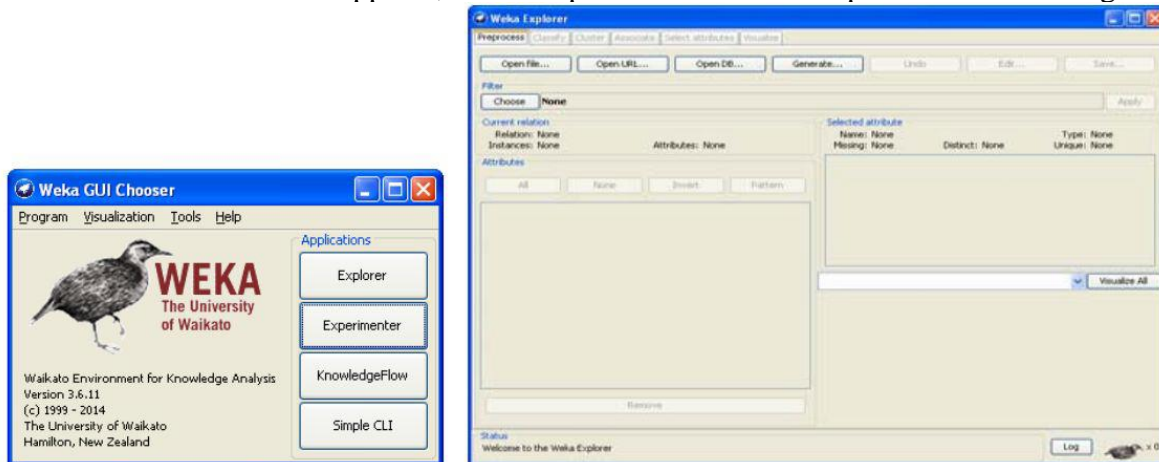 Weka GUI Chooser
Program Visualization Tools Help
WEKA
The University
of Waikato
Waikato Environment for Knowledge Analysis
Version 3.6.11
(c) 1999 - 2014
The University of Waikato
Hamilton, New Zealand
Applications
Explorer
Experimenter
KnowledgeFlow
Simple CLI
Weka Explorer
Preprocess Classify Cluster Associate Select attributes Visualize
Open file... Open URL... Open DB... Generate... Undo Edit... Save...
Filter
Choose None Apply
Current relation
Relation: None
Instances: None Attributes: None
Attributes
All None Invert Pattern
Remove
Selected attribute
Name: None Type: None
Missing: None Distinct: None Unique: None
Visualize All
Status
Welcome to the Weka Explorer
Log x 0